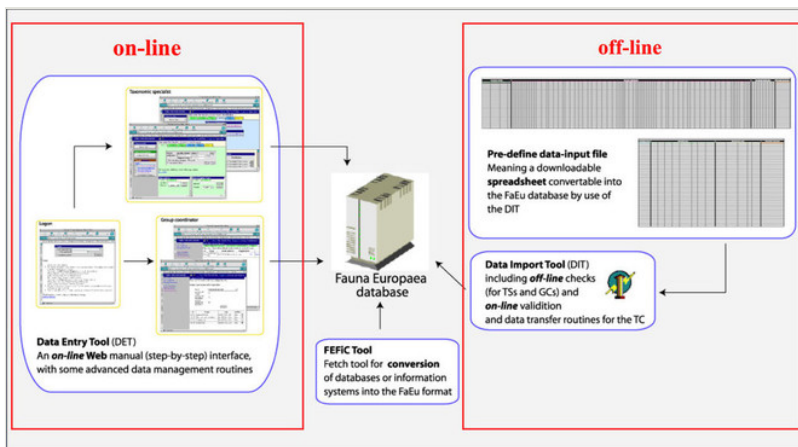 on-line
Taxonomic specialist
Logon
Group coordinator
Data Entry Tool (DET)
An on-line Web manual (step-by-step) interface,
with some advanced data management routines
Fauna Europaea
database
FEFiC Tool
Fetch tool for conversion
of databases or information
systems into the FaEu format
off-line
Pre-define data-input file
Meaning a downloadable
spreadsheet convertable into
the FaEu database by use of
the DIT
Data Import Tool (DIT)
including off-line checks
(for TSs and GCs) and
on-line validition
and data transfer routines for the TC